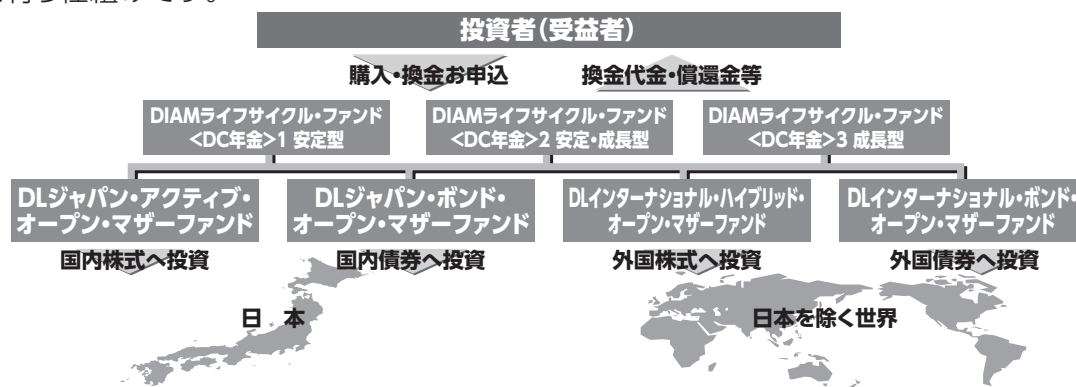 投資者(受益者)
購入・換金お申込
換金代金・償還金等
DIAMライフサイクル・ファンド
<DC年金>1 安定型
DIAMライフサイクル・ファンド
<DC年金>2 安定・成長型
DIAMライフサイクル・ファンド
<DC年金>3 成長型
DLジャパン・アクティブ・
オープン・マザーファンド
DLジャパン・ボンド・
オープン・マザーファンド
DLインターナショナル・ハイブリッド・
オープン・マザーファンド
DLインターナショナル・ボンド・
オープン・マザーファンド
国内株式へ投資
国内債券へ投資
外国株式へ投資
外国債券へ投資
日 本
日本を除く世界